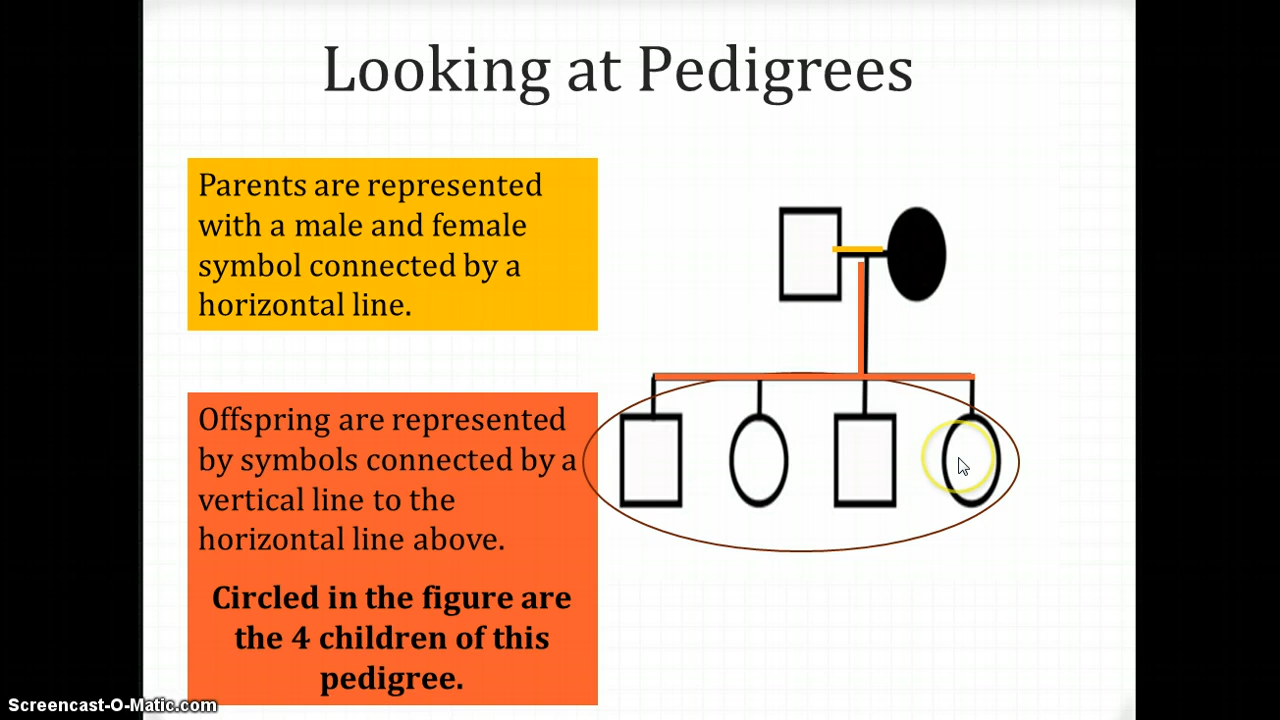 Looking at Pedigrees
Parents are represented
with a male and female
symbol connected by a
horizontal line.
Offspring are represented
by symbols connected by a
vertical line to the
horizontal line above.
Circled in the figure are
the 4 children of this
pedigree.
Screencast-O-Matic.com